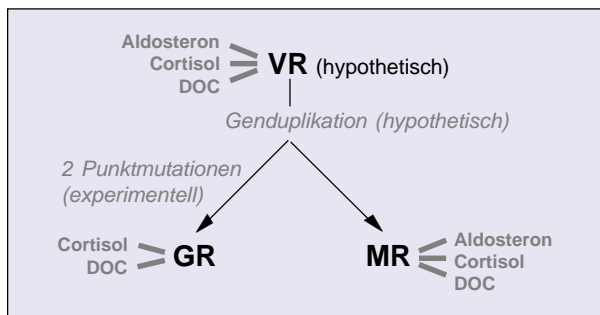 Aldosteron
Cortisol
DOC
VR (hypothetisch)
Genduplikation (hypothetisch)
2 Punktmutationen
(experimentell)
Cortisol
DOC
GR
MR
Aldosteron
Cortisol
DOC